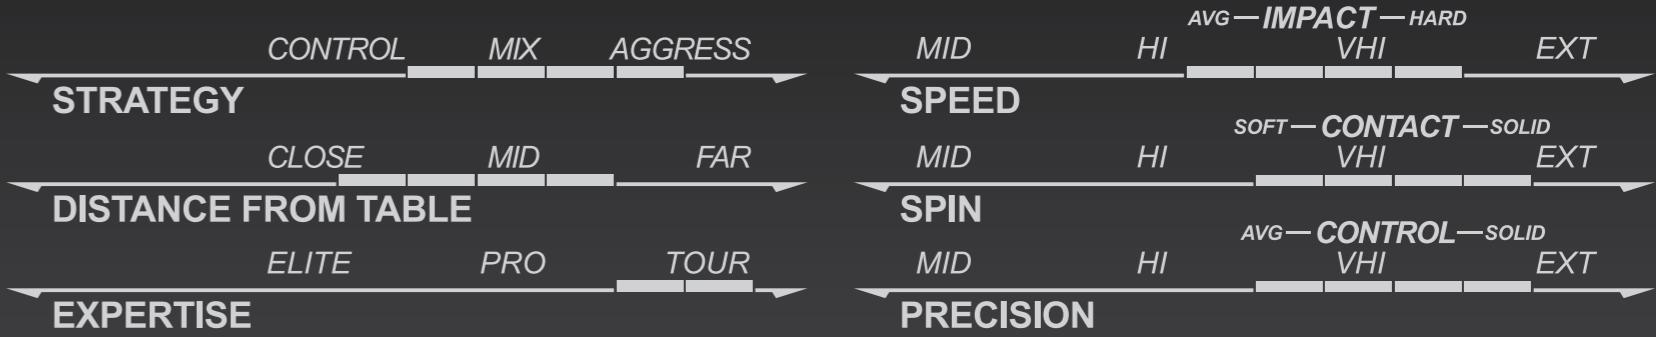 CONTROL MIX AGGRESS
STRATEGY
CLOSE MID FAR
DISTANCE FROM TABLE
ELITE PRO TOUR
EXPERTISE
AVG — IMPACT — HARD
MID HI VHI EXT
SPEED
SOFT — CONTACT — SOLID
MID HI VHI EXT
SPIN
AVG — CONTROL — SOLID
MID HI VHI EXT
PRECISION